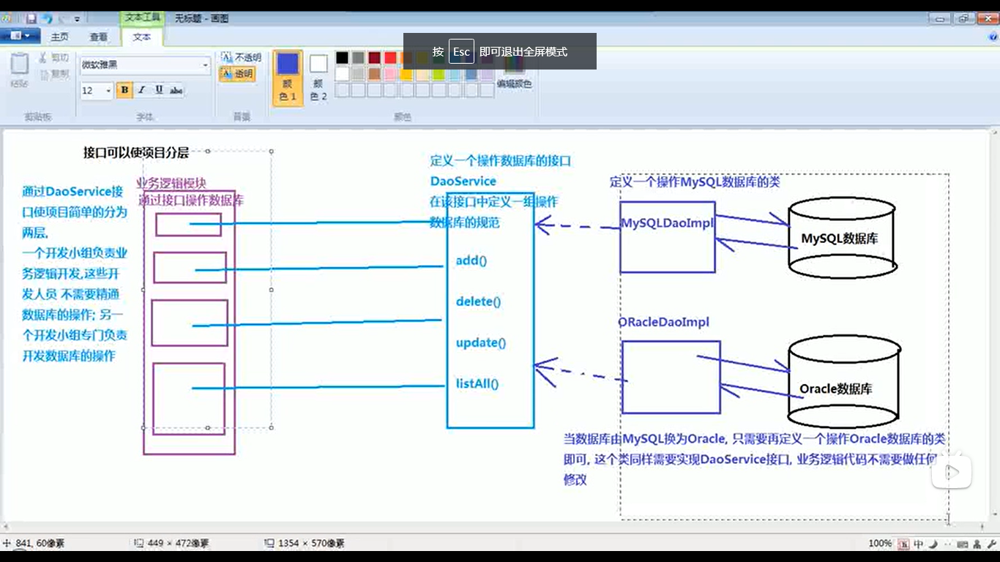 文本工具
无标题 - 画图
主页
查看
文本
按 Esc 即可退出全屏模式
粘贴
剪切
复制
剪贴板
微软雅黑
12
B I U abc
字体
不透明
透明
背景
颜色 1
颜色 2
编辑颜色
颜色
接口可以使项目分层
通过DaoService接
口使项目简单的分为
两层,
一个开发小组负责业
务逻辑开发,这些开
发人员 不需要精通
数据库的操作; 另一
个开发小组专门负责
开发数据库的操作
业务逻辑模块
通过接口操作数据库
定义一个操作数据库的接口
DaoService
在该接口中定义一组操作
数据库的规范
add()
delete()
update()
listAll()
定义一个操作MySQL数据库的类
MySQLDaoImpl
MySQL数据库
ORacleDaoImpl
Oracle数据库
当数据库由MySQL换为Oracle, 只需要再定义一个操作Oracle数据库的类
即可, 这个类同样需要实现DaoService接口, 业务逻辑代码不需要做任何
修改
841, 60像素
449 × 472像素
1354 × 570像素
100%
中